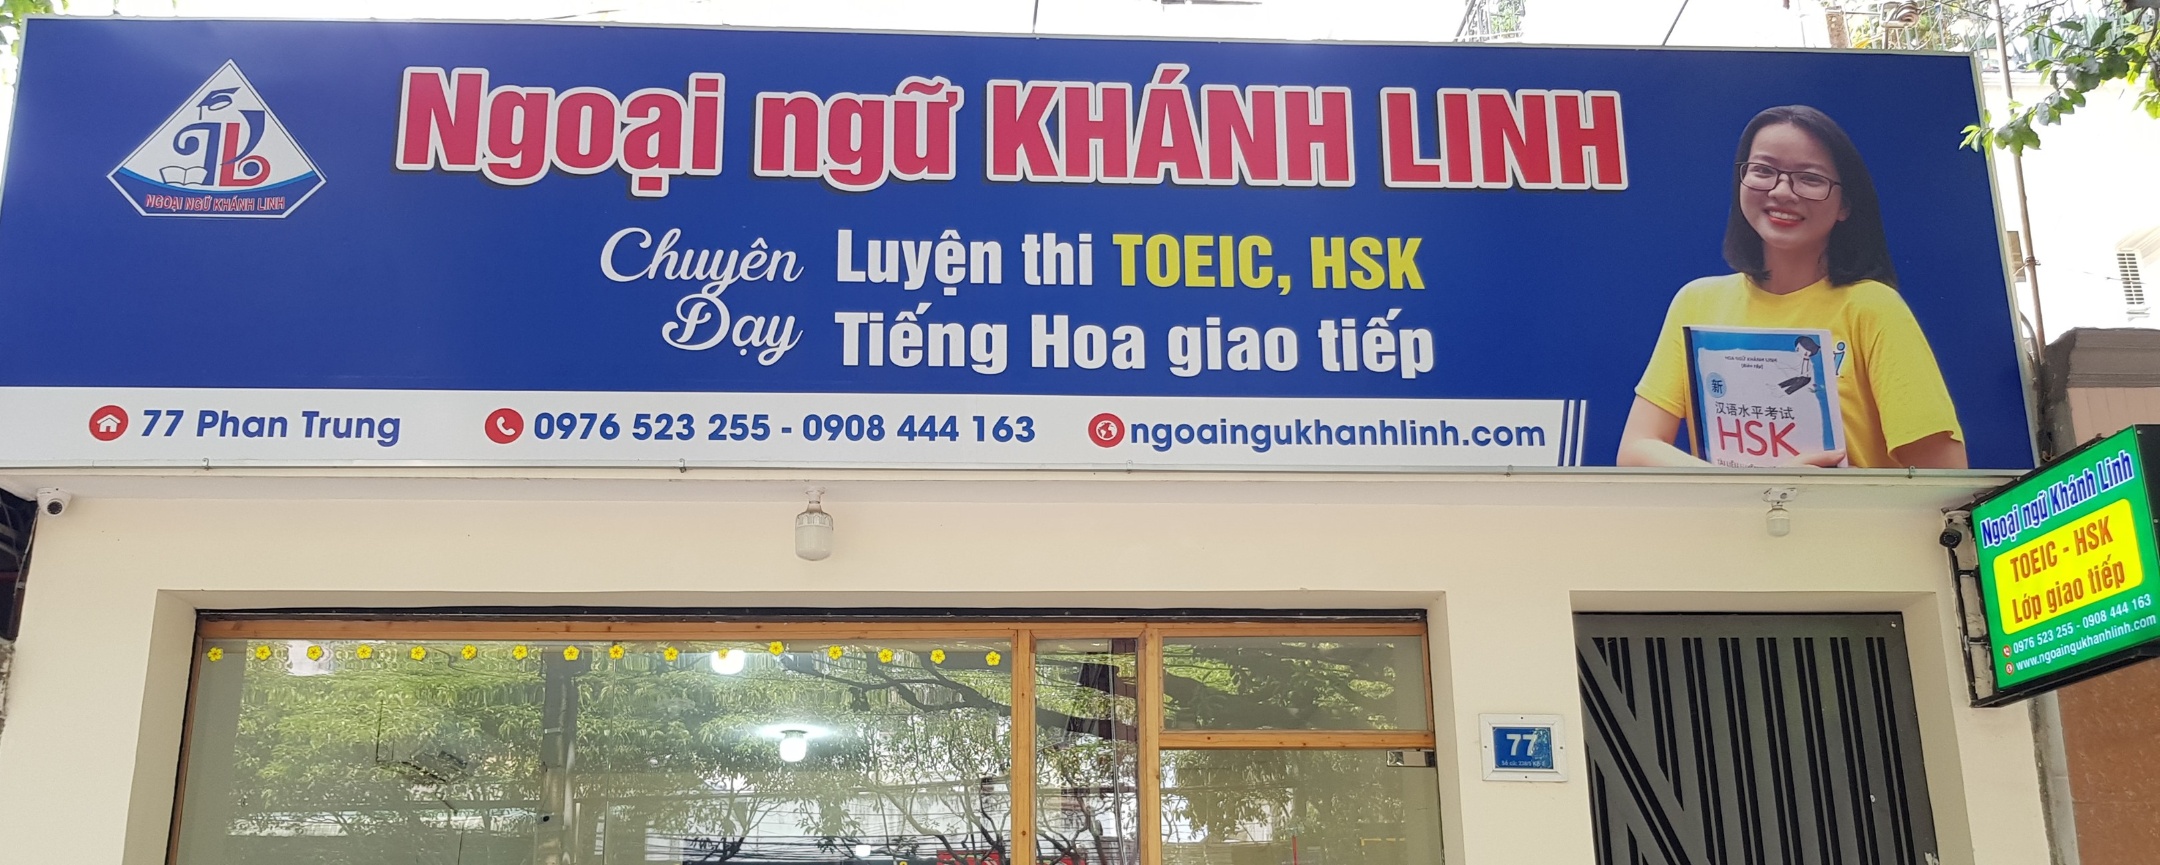 Ngoại ngữ KHÁNH LINH
NGOẠI NGỮ KHÁNH LINH
Chuyên Dạy
Luyện thi TOEIC, HSK
Tiếng Hoa giao tiếp
77 Phan Trung
0976 523 255 - 0908 444 163
ngoaingukhanhlinh.com
新
汉语水平考试
HSK
Ngoại ngữ Khánh Linh
TOEIC - HSK
Lớp giao tiếp
0976 523 255 - 0908 444 163
www.ngoaingukhanhlinh.com
77